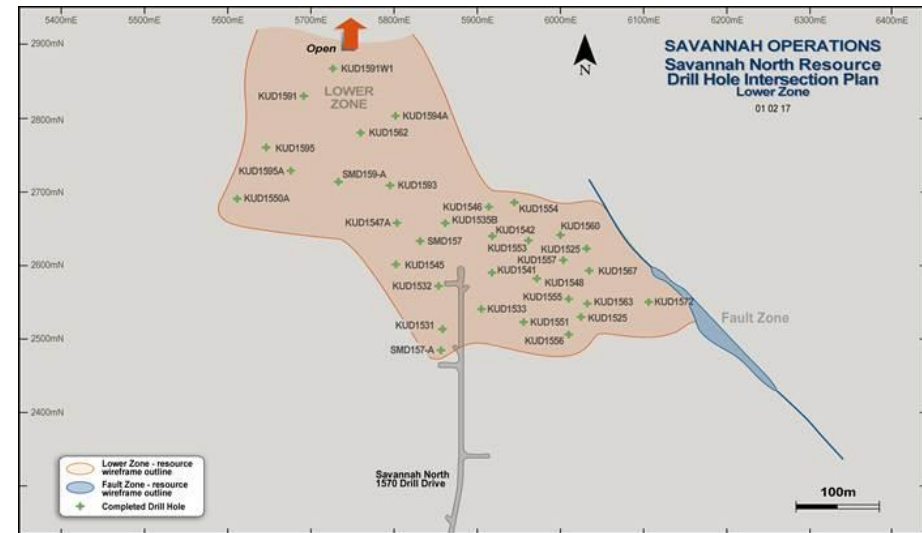 5400mE 5500mE 5600mE 5700mE 5800mE 5900mE 6000mE 6100mE 6200mE 6300mE 6400mE
2900mN
Open
N
SAVANNAH OPERATIONS
Savannah North Resource
Drill Hole Intersection Plan
Lower Zone
01 02 17
KUD1591W1
KUD1591
LOWER
ZONE
2800mN
KUD1594A
KUD1562
KUD1595
KUD1595A
SMD159-A
KUD1593
2700mN
KUD1550A
KUD1546
KUD1554
KUD1547A
KUD1535B
KUD1542
KUD1560
SMD157
KUD1553
KUD1525
KUD1557
2600mN
KUD1545
KUD1541
KUD1567
KUD1532
KUD1548
KUD1555
KUD1563
KUD1572
KUD1533
KUD1531
KUD1551
KUD1525
Fault Zone
2500mN
KUD1556
SMD157-A
2400mN
Lower Zone - resource
wireframe outline
Fault Zone - resource
wireframe outline
Completed Drill Hole
Savannah North
1570 Drill Drive
100m